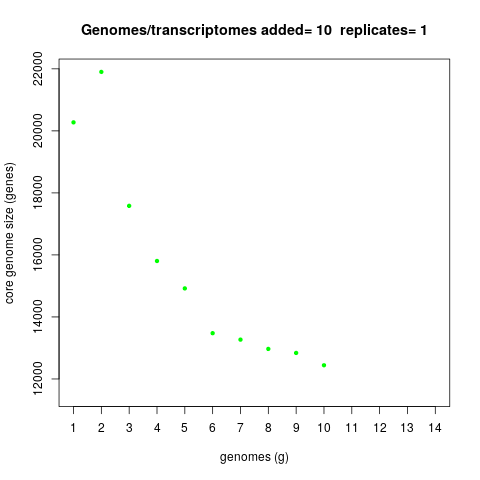 Genomes/transcriptomes added= 10  replicates= 1
core genome size (genes)
22000
20000
18000
16000
14000
12000
1 2 3 4 5 6 7 8 9 10 11 12 13 14
genomes (g)